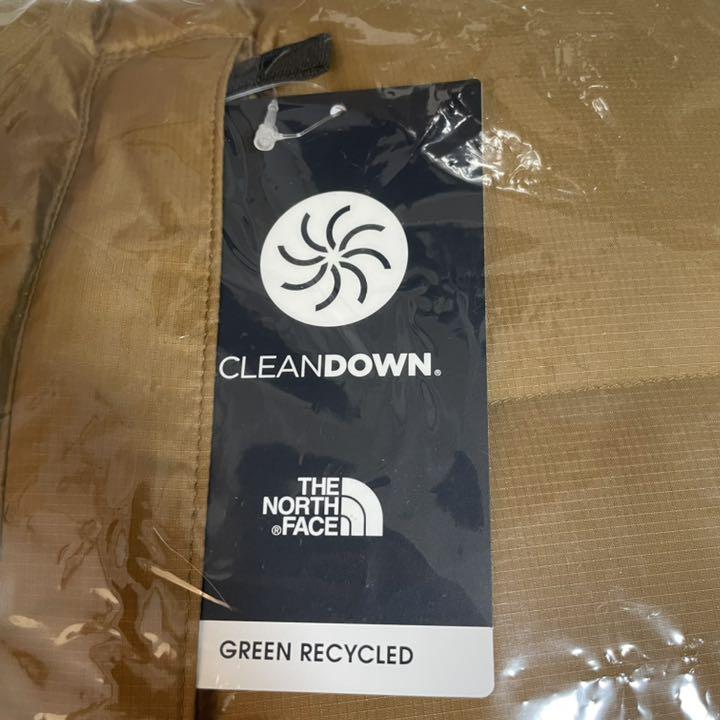 CLEANDOWN®
THE
NORTH
®FACE
GREEN RECYCLED